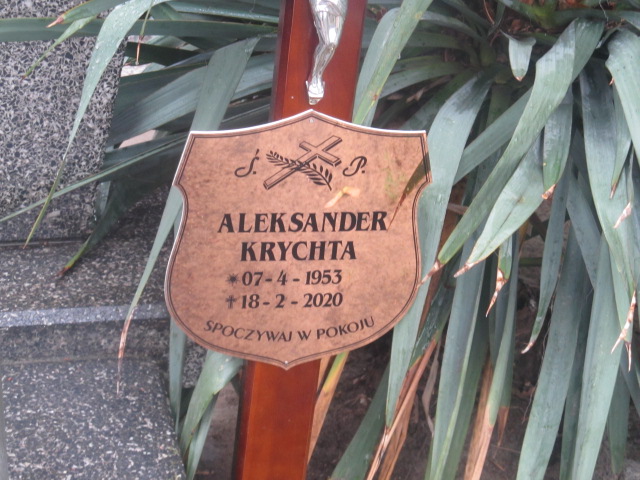 Ś. P.
ALEKSANDER
KRYCHTA
*07-4-1953
✝18-2-2020
SPOCZYWAJ W POKOJU